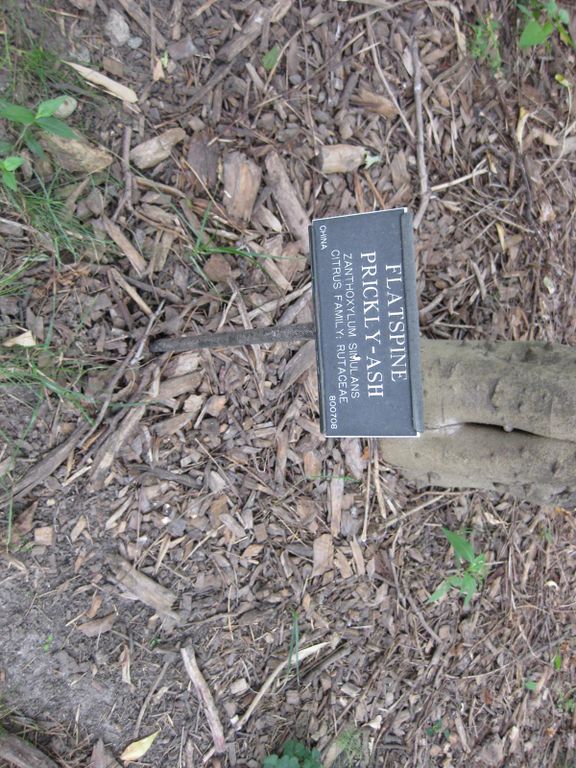 FLATSPINE
PRICKLY-ASH
ZANTHOXYLUM SIMULANS
CITRUS FAMILY: RUTACEAE
CHINA 800708